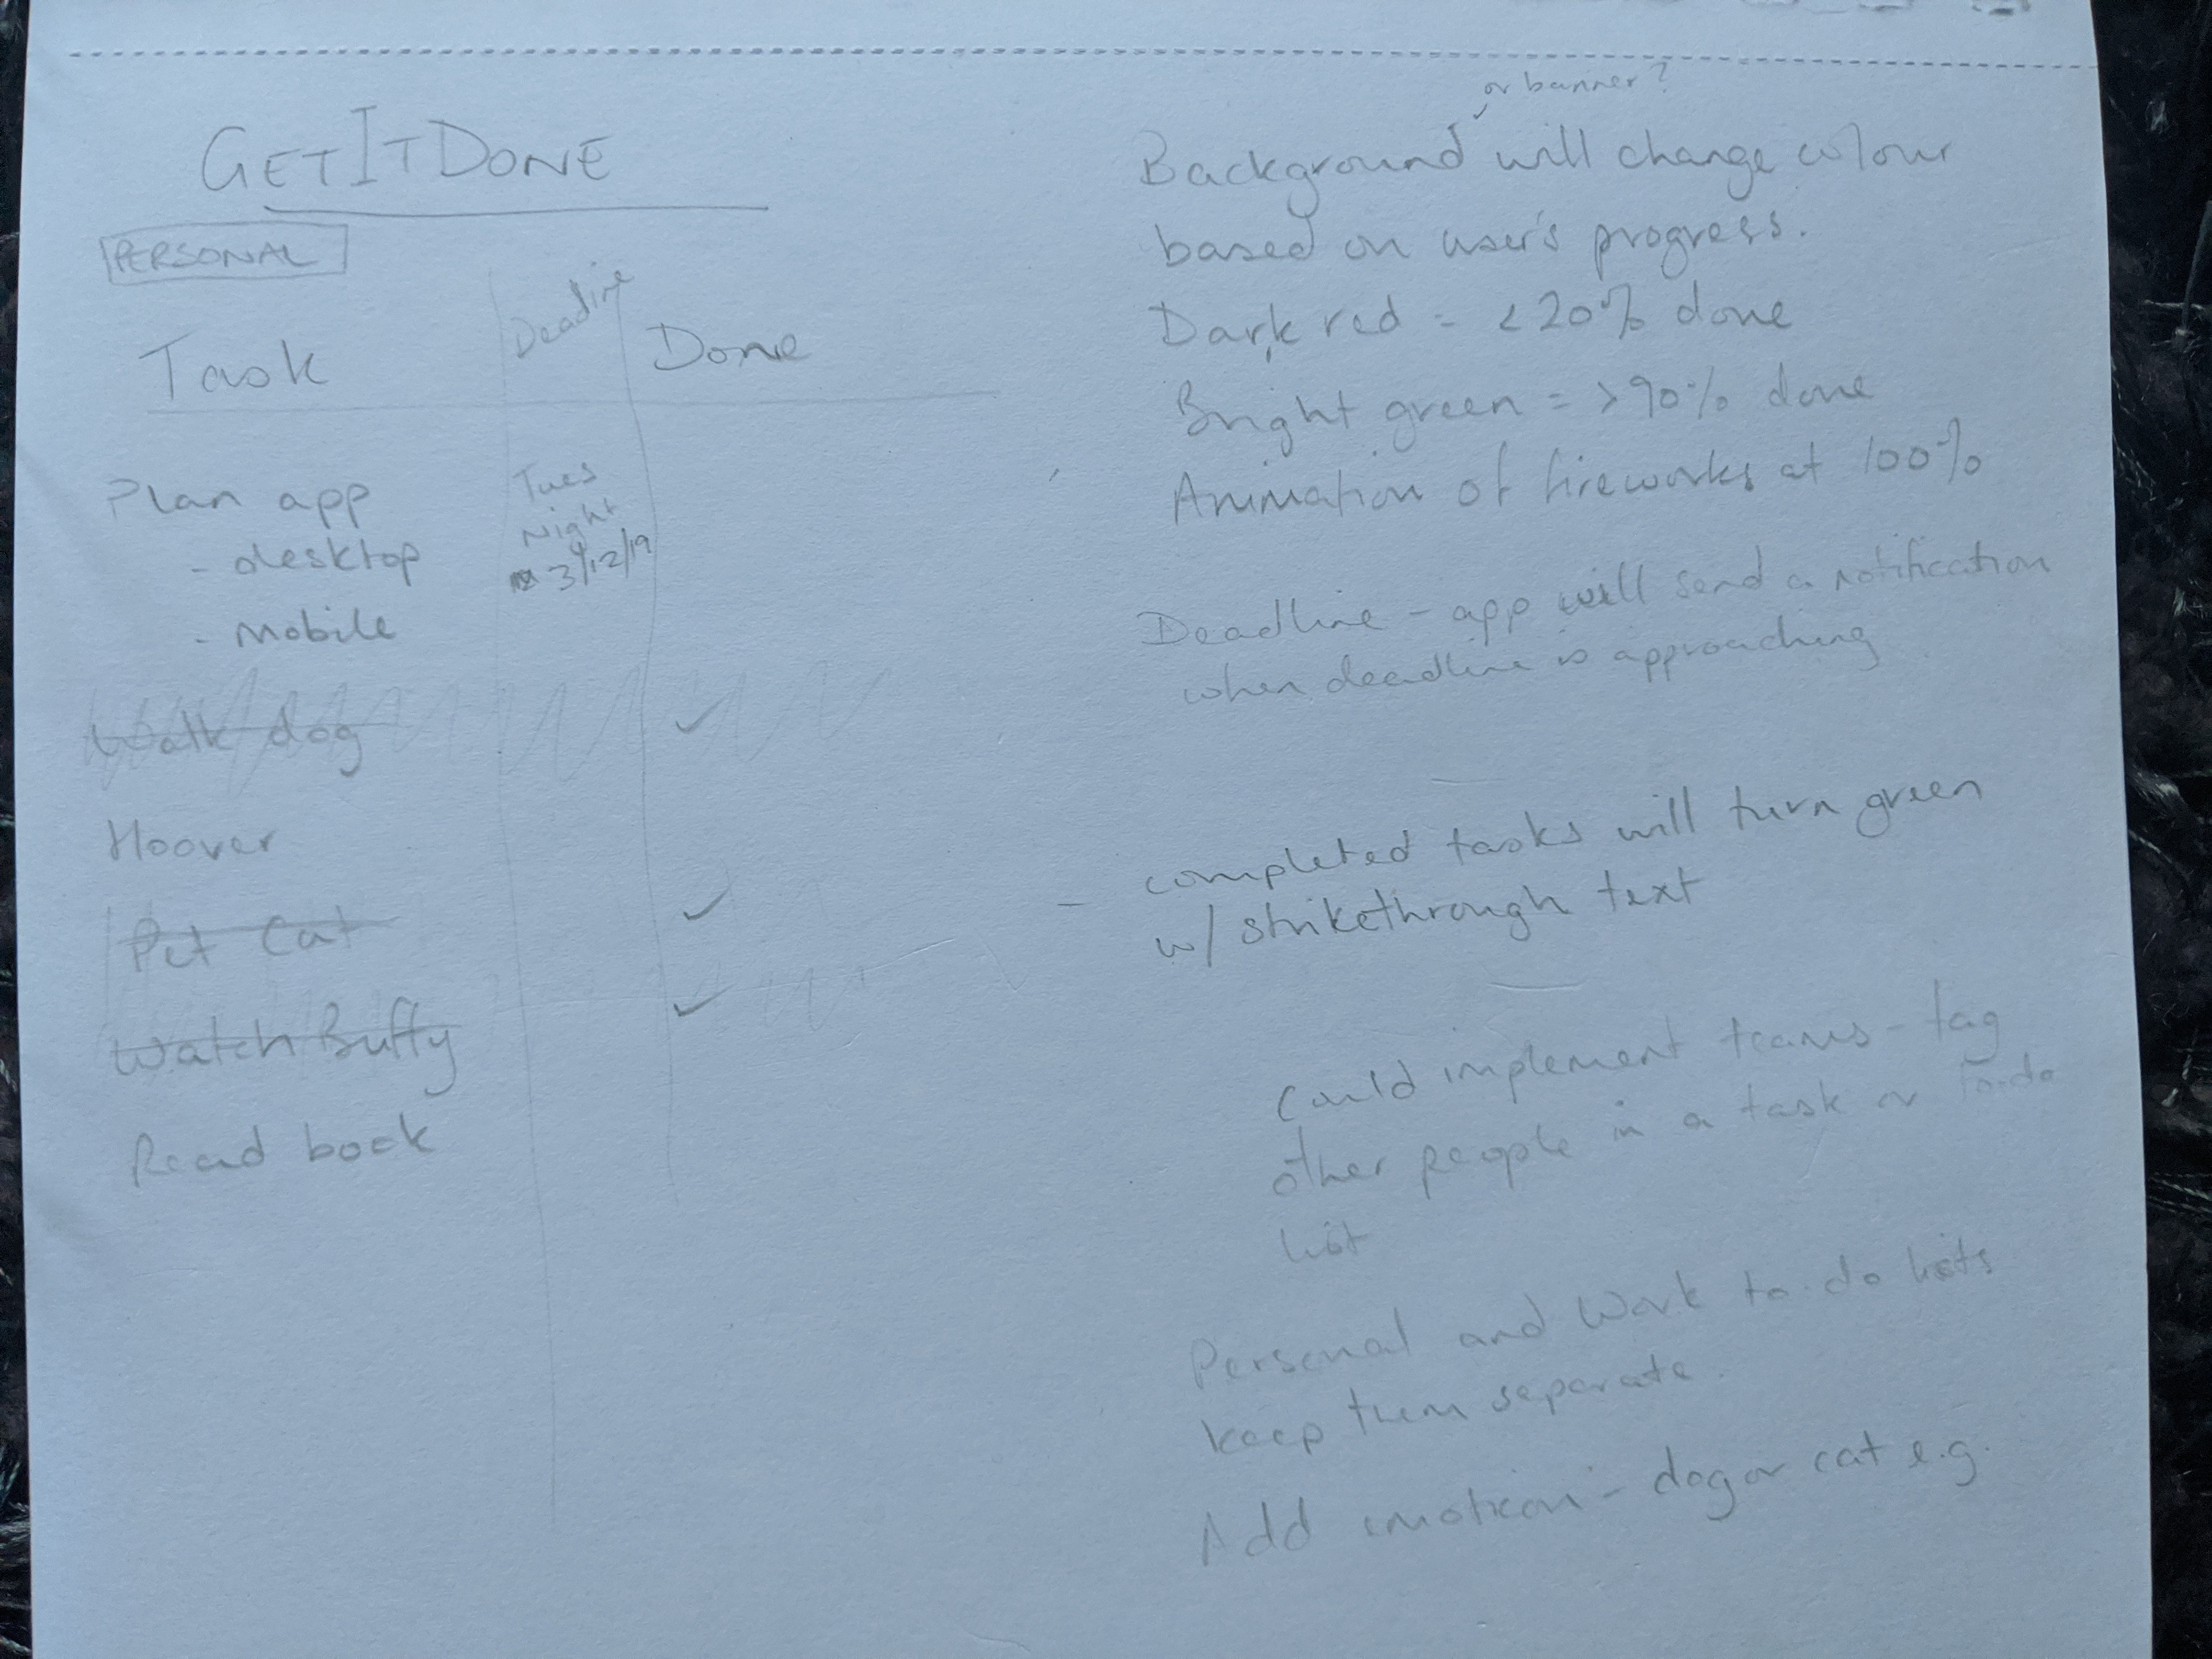 GETITDONE
PERSONAL
Task
Deadline
Done
Plan app
- desktop
- mobile
Tues
Night
3/12/19
Walk dog ✓
Hoover
Pet Cat ✓
Watch Buffy ✓
Read book
or banner?
Background will change colour
based on user's progress.
Dark red = <20% done
Bright green = >90% done
Animation of fireworks at 100%
Deadline - app will send a notification
when deadline is approaching
- completed tasks will turn green
w/ strikethrough text
Could implement teams - tag
other people in a task or to-do
list
Personal and Work to-do lists
keep them separate.
Add emoticon - dog or cat e.g.